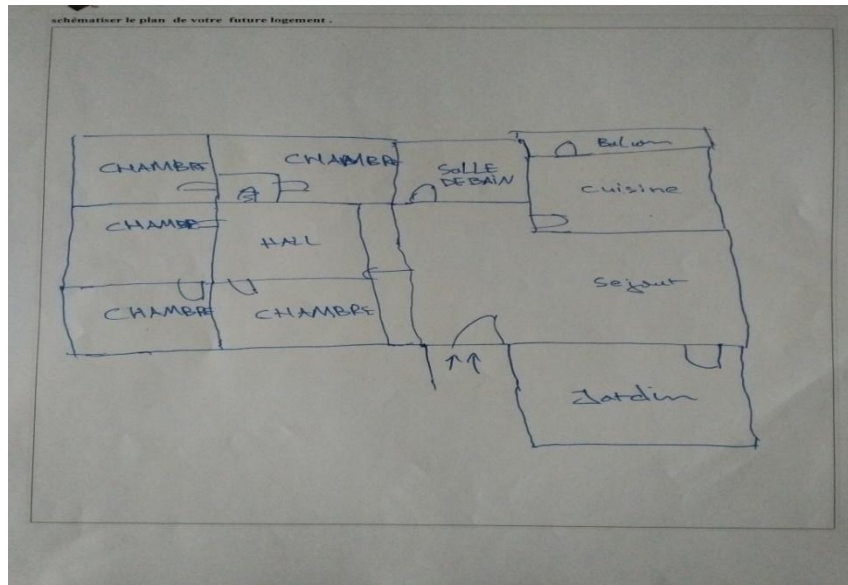 schématiser le plan de votre future logement .
CHAMBRE
CHAMBRE
SALLE
DE BAIN
Balcon
Cuisine
CHAMBRE
HALL
Sejour
CHAMBRE
CHAMBRE
Jardin